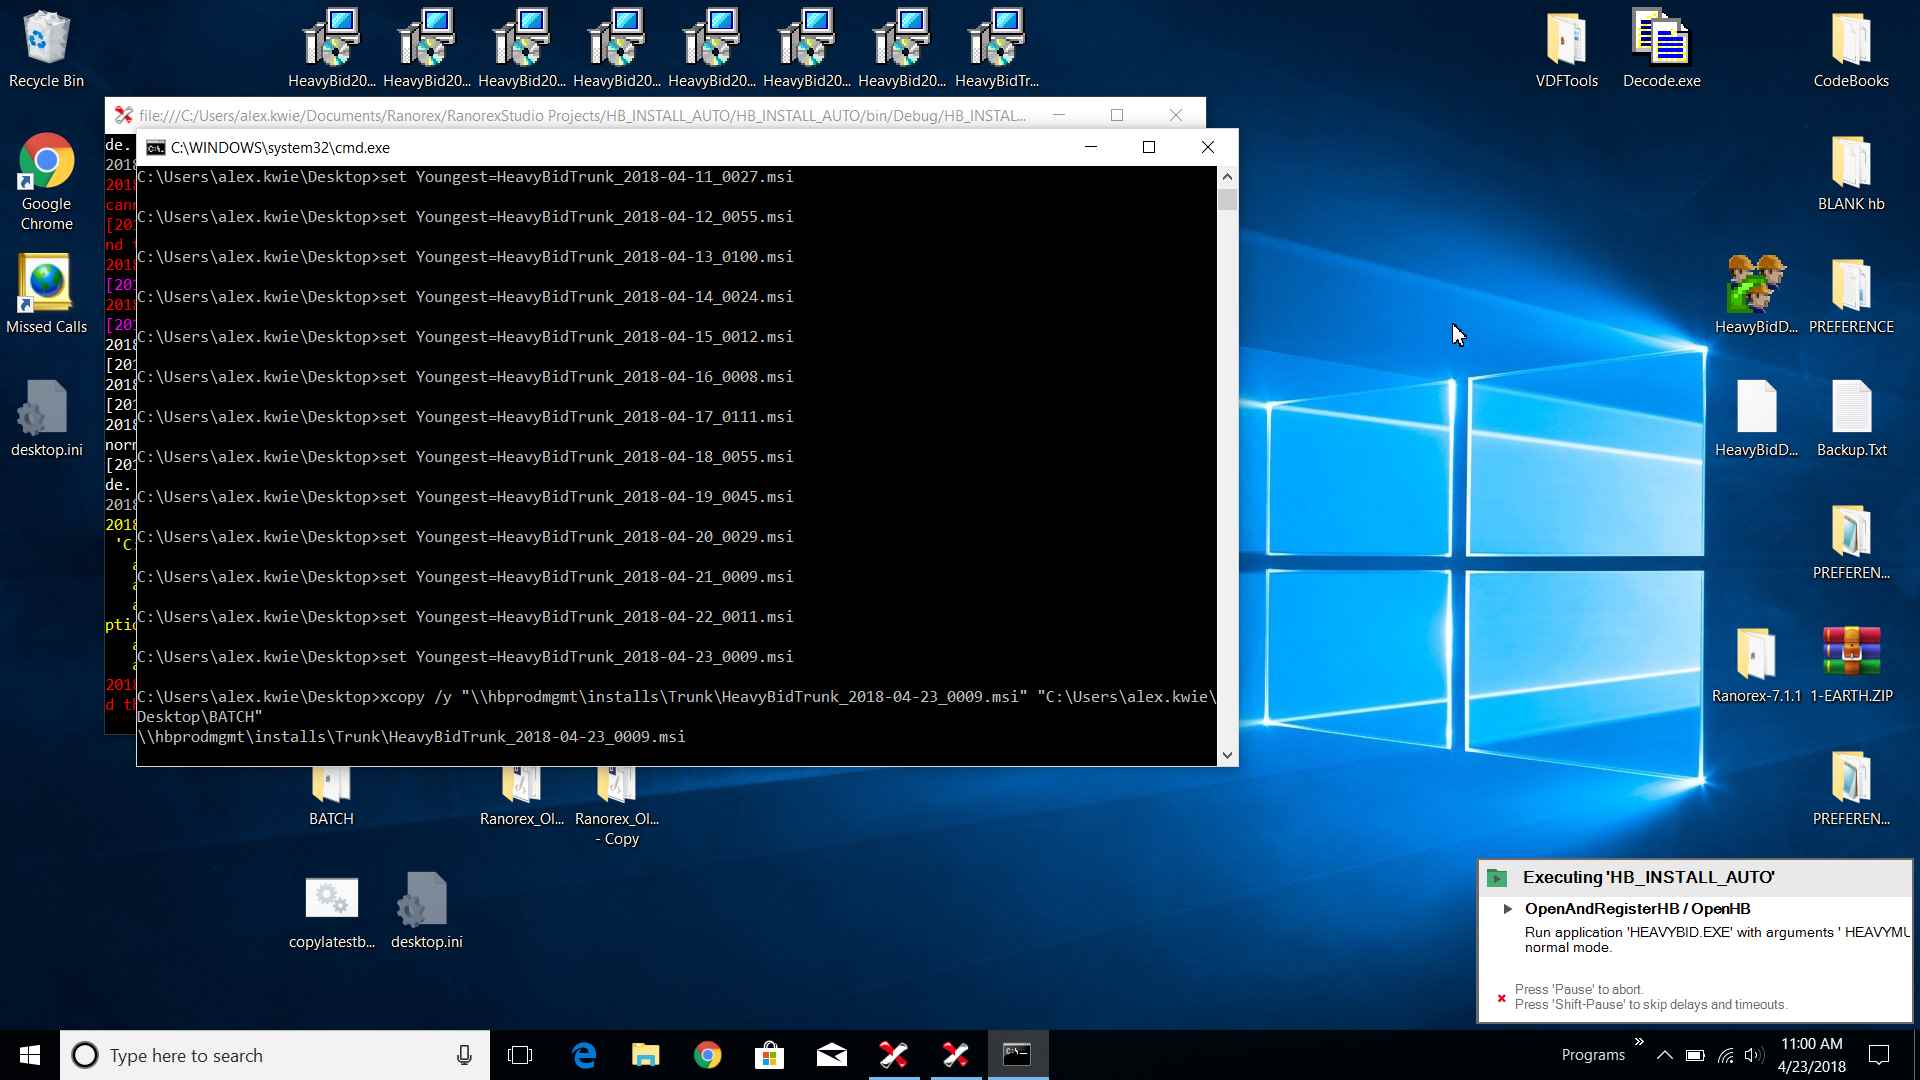 Recycle Bin
HeavyBid20...
HeavyBid20...
HeavyBid20...
HeavyBid20...
HeavyBid20...
HeavyBid20...
HeavyBid20...
HeavyBidTr...
VDFTools
Decode.exe
CodeBooks
file:///C:/Users/alex.kwie/Documents/Ranorex/RanorexStudio Projects/HB_INSTALL_AUTO/HB_INSTALL_AUTO/bin/Debug/HB_INSTAL...
C:\WINDOWS\system32\cmd.exe
C:\Users\alex.kwie\Desktop>set Youngest=HeavyBidTrunk_2018-04-11_0027.msi
C:\Users\alex.kwie\Desktop>set Youngest=HeavyBidTrunk_2018-04-12_0055.msi
C:\Users\alex.kwie\Desktop>set Youngest=HeavyBidTrunk_2018-04-13_0100.msi
C:\Users\alex.kwie\Desktop>set Youngest=HeavyBidTrunk_2018-04-14_0024.msi
C:\Users\alex.kwie\Desktop>set Youngest=HeavyBidTrunk_2018-04-15_0012.msi
C:\Users\alex.kwie\Desktop>set Youngest=HeavyBidTrunk_2018-04-16_0008.msi
C:\Users\alex.kwie\Desktop>set Youngest=HeavyBidTrunk_2018-04-17_0111.msi
C:\Users\alex.kwie\Desktop>set Youngest=HeavyBidTrunk_2018-04-18_0055.msi
C:\Users\alex.kwie\Desktop>set Youngest=HeavyBidTrunk_2018-04-19_0045.msi
C:\Users\alex.kwie\Desktop>set Youngest=HeavyBidTrunk_2018-04-20_0029.msi
C:\Users\alex.kwie\Desktop>set Youngest=HeavyBidTrunk_2018-04-21_0009.msi
C:\Users\alex.kwie\Desktop>set Youngest=HeavyBidTrunk_2018-04-22_0011.msi
C:\Users\alex.kwie\Desktop>set Youngest=HeavyBidTrunk_2018-04-23_0009.msi
C:\Users\alex.kwie\Desktop>xcopy /y "\\hbprodmgmt\installs\Trunk\HeavyBidTrunk_2018-04-23_0009.msi" "C:\Users\alex.kwie\
Desktop\BATCH"
\\hbprodmgmt\installs\Trunk\HeavyBidTrunk_2018-04-23_0009.msi
Google
Chrome
Missed Calls
desktop.ini
BLANK hb
HeavyBidD...
PREFERENCE
HeavyBidD...
Backup.Txt
PREFEREN...
Ranorex-7.1.1
1-EARTH.ZIP
PREFEREN...
BATCH
Ranorex_Ol...
Ranorex_Ol...
- Copy
copylatestb...
desktop.ini
Executing 'HB_INSTALL_AUTO'
OpenAndRegisterHB / OpenHB
Run application 'HEAVYBID.EXE' with arguments ' HEAVYMU
normal mode.
Press 'Pause' to abort.
Press 'Shift-Pause' to skip delays and timeouts.
Type here to search
Programs
11:00 AM
4/23/2018